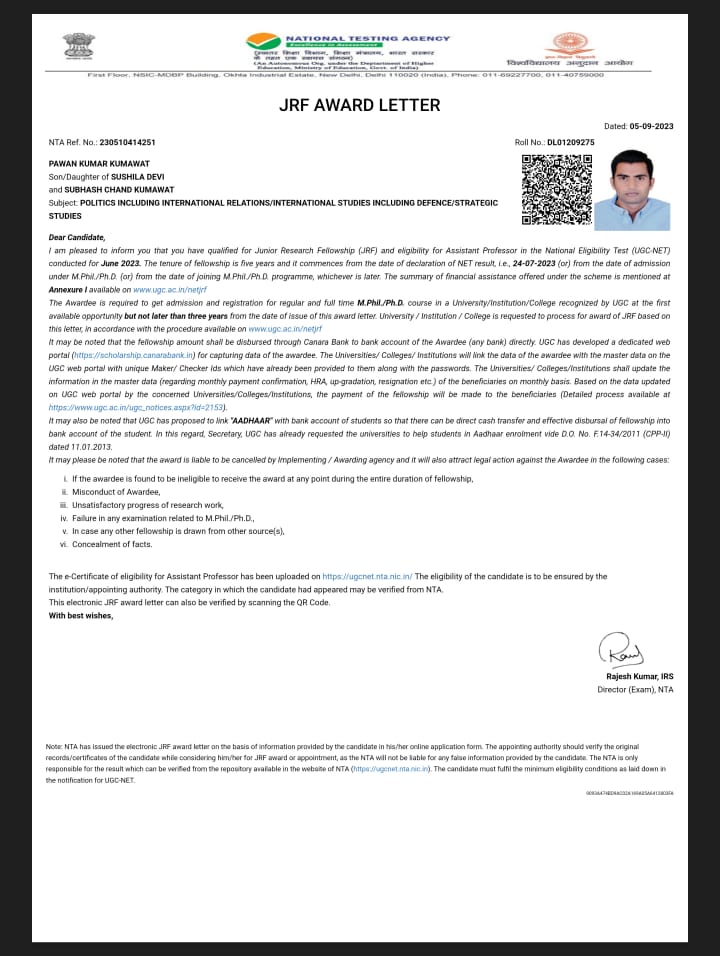 NATIONAL TESTING AGENCY
Excellence in Assessment
(An Autonomous Org. under the Department of Higher
Education, Ministry of Education, Govt. of India)
विश्वविद्यालय अनुदान आयोग
First Floor, NSIC-MDBP Building, Okhla Industrial Estate, New Delhi, Delhi 110020 (India), Phone: 011-69227700, 011-40759000
JRF AWARD LETTER
Dated: 05-09-2023
NTA Ref. No.: 230510414251
Roll No.: DL01209275
PAWAN KUMAR KUMAWAT
Son/Daughter of SUSHILA DEVI
and SUBHASH CHAND KUMAWAT
Subject: POLITICS INCLUDING INTERNATIONAL RELATIONS/INTERNATIONAL STUDIES INCLUDING DEFENCE/STRATEGIC
STUDIES
Dear Candidate,
I am pleased to inform you that you have qualified for Junior Research Fellowship (JRF) and eligibility for Assistant Professor in the National Eligibility Test (UGC-NET)
conducted for June 2023. The tenure of fellowship is five years and it commences from the date of declaration of NET result, i.e., 24-07-2023 (or) from the date of admission
under M.Phil./Ph.D. (or) from the date of joining M.Phil./Ph.D. programme, whichever is later. The summary of financial assistance offered under the scheme is mentioned at
Annexure I available on www.ugc.ac.in/netjrf
The Awardee is required to get admission and registration for regular and full time M.Phil./Ph.D. course in a University/Institution/College recognized by UGC at the first
available opportunity but not later than three years from the date of issue of this award letter. University / Institution / College is requested to process for award of JRF based on
this letter, in accordance with the procedure available on www.ugc.ac.in/netjrf
It may be noted that the fellowship amount shall be disbursed through Canara Bank to bank account of the Awardee (any bank) directly. UGC has developed a dedicated web
portal (https://scholarship.canarabank.in) for capturing data of the awardee. The Universities/ Colleges/ Institutions will link the data of the awardee with the master data on the
UGC web portal with unique Maker/ Checker Ids which have already been provided to them along with the passwords. The Universities/ Colleges/Institutions shall update the
information in the master data (regarding monthly payment confirmation, HRA, up-gradation, resignation etc.) of the beneficiaries on monthly basis. Based on the data updated
on UGC web portal by the concerned Universities/Colleges/Institutions, the payment of the fellowship will be made to the beneficiaries (Detailed process available at
https://www.ugc.ac.in/ugc_notices.aspx?id=2153).
It may also be noted that UGC has proposed to link "AADHAAR" with bank account of students so that there can be direct cash transfer and effective disbursal of fellowship into
bank account of the student. In this regard, Secretary, UGC has already requested the universities to help students in Aadhaar enrolment vide D.O. No. F.14-34/2011 (CPP-II)
dated 11.01.2013.
It may please be noted that the award is liable to be cancelled by Implementing / Awarding agency and it will also attract legal action against the Awardee in the following cases:
i. If the awardee is found to be ineligible to receive the award at any point during the entire duration of fellowship,
ii. Misconduct of Awardee,
iii. Unsatisfactory progress of research work,
iv. Failure in any examination related to M.Phil./Ph.D.,
v. In case any other fellowship is drawn from other source(s),
vi. Concealment of facts.
The e-Certificate of eligibility for Assistant Professor has been uploaded on https://ugcnet.nta.nic.in/ The eligibility of the candidate is to be ensured by the
institution/appointing authority. The category in which the candidate had appeared may be verified from NTA.
This electronic JRF award letter can also be verified by scanning the QR Code.
With best wishes,
Rajesh Kumar, IRS
Director (Exam), NTA
Note: NTA has issued the electronic JRF award letter on the basis of information provided by the candidate in his/her online application form. The appointing authority should verify the original
records/certificates of the candidate while considering him/her for JRF award or appointment, as the NTA will not be liable for any false information provided by the candidate. The NTA is only
responsible for the result which can be verified from the repository available in the website of NTA (https://ugcnet.nta.nic.in). The candidate must fulfil the minimum eligibility conditions as laid down in
the notification for UGC-NET.